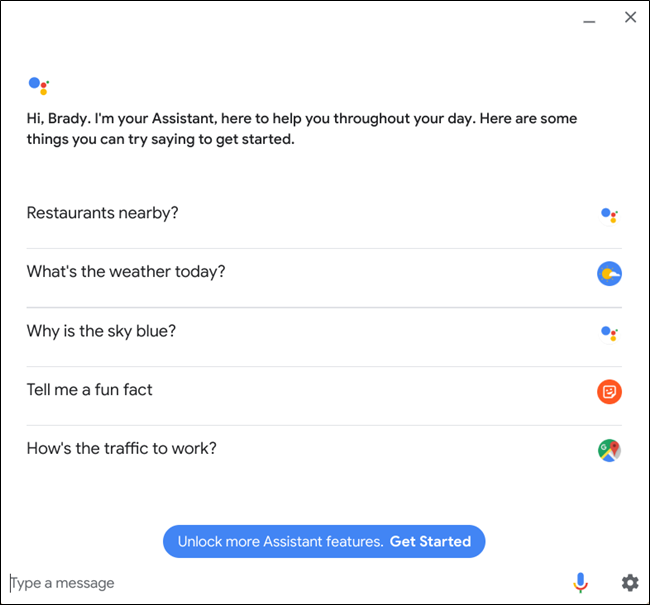 Hi, Brady. I'm your Assistant, here to help you throughout your day. Here are some
things you can try saying to get started.
Restaurants nearby?
What's the weather today?
Why is the sky blue?
Tell me a fun fact
How's the traffic to work?
Unlock more Assistant features. Get Started
Type a message